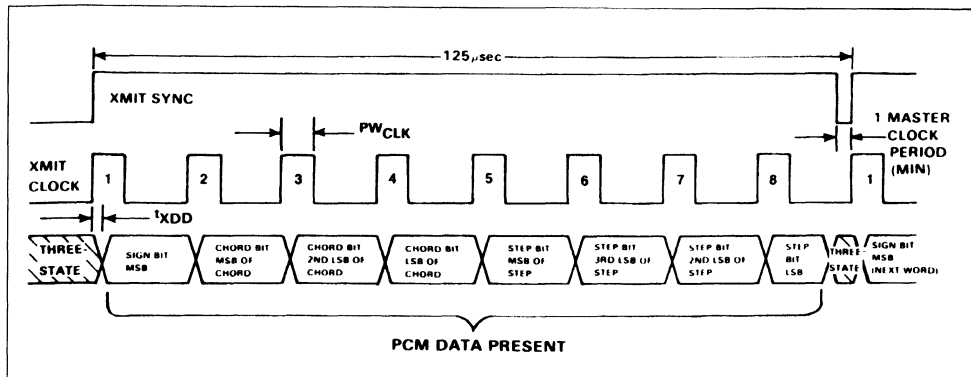 125µsec
XMIT SYNC
1 MASTER
CLOCK
PERIOD
(MIN)
PWCLK
XMIT
CLOCK
1 2 3 4 5 6 7 8 1
tXDD
THREE-
STATE
SIGN BIT
MSB
CHORD BIT
MSB OF
CHORD
CHORD BIT
2ND LSB OF
CHORD
CHORD BIT
LSB OF
CHORD
STEP BIT
MSB OF
STEP
STEP BIT
3RD LSB OF
STEP
STEP BIT
2ND LSB OF
STEP
STEP
BIT
LSB
THREE-
STATE
SIGN BIT
MSB
(NEXT WORD)
PCM DATA PRESENT